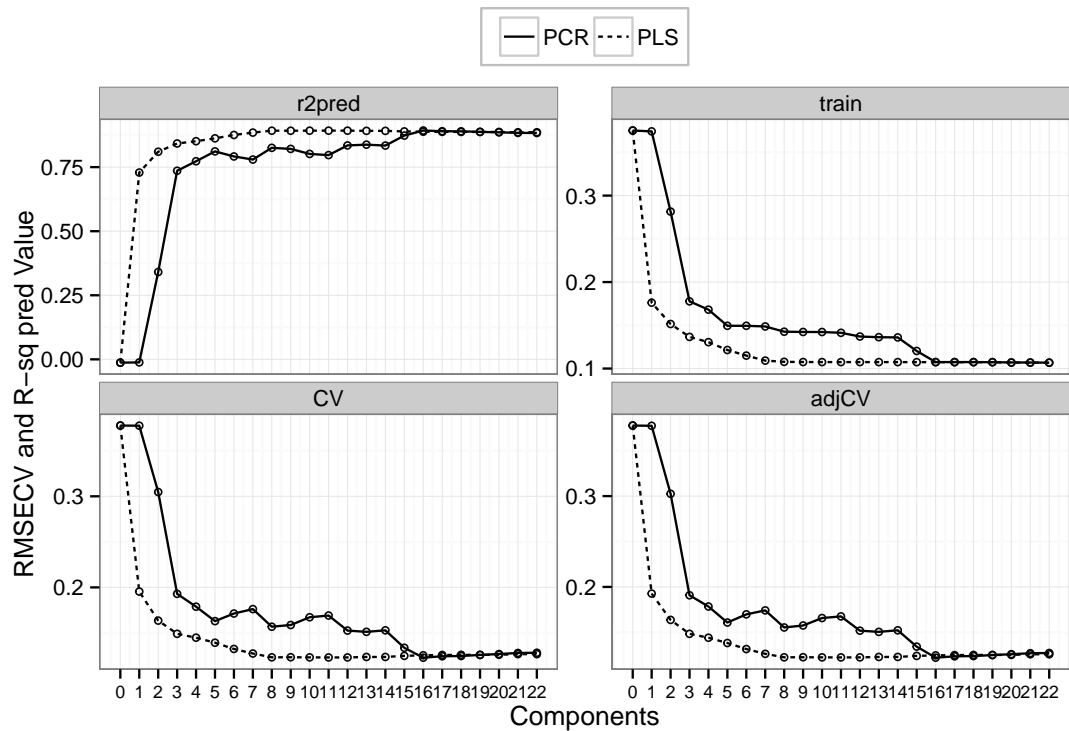 PCR PLS
r2pred
train
0.75
0.50
0.25
0.00
0.3
0.2
0.1
CV
adjCV
0.3
0.2
0.3
0.2
RMSECV and R−sq pred Value
0 1 2 3 4 5 6 7 8 9 10 11 12 13 14 15 16 17 18 19 20 21 22
0 1 2 3 4 5 6 7 8 9 10 11 12 13 14 15 16 17 18 19 20 21 22
Components